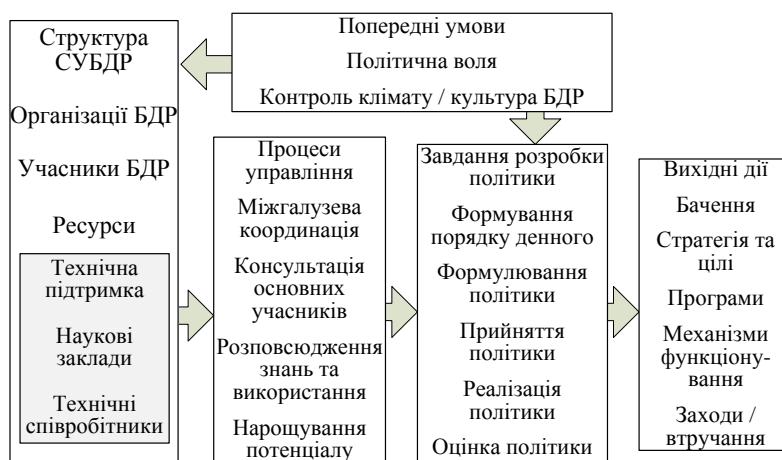 Структура
СУБДР
Організації БДР
Учасники БДР
Ресурси
Технічна
підтримка
Наукові
заклади
Технічні
співробітники
Попередні умови
Політична воля
Контроль клімату / культура БДР
Процеси
управління
Міжгалузева
координація
Консультація
основних
учасників
Розповсюдження
знань та
використання
Нарощування
потенціалу
Завдання розробки
політики
Формування
порядку денного
Формулювання
політики
Прийняття
політики
Реалізація
політики
Оцінка політики
Вихідні дії
Бачення
Стратегія та
цілі
Програми
Механізми
функціону-
вання
Заходи /
втручання